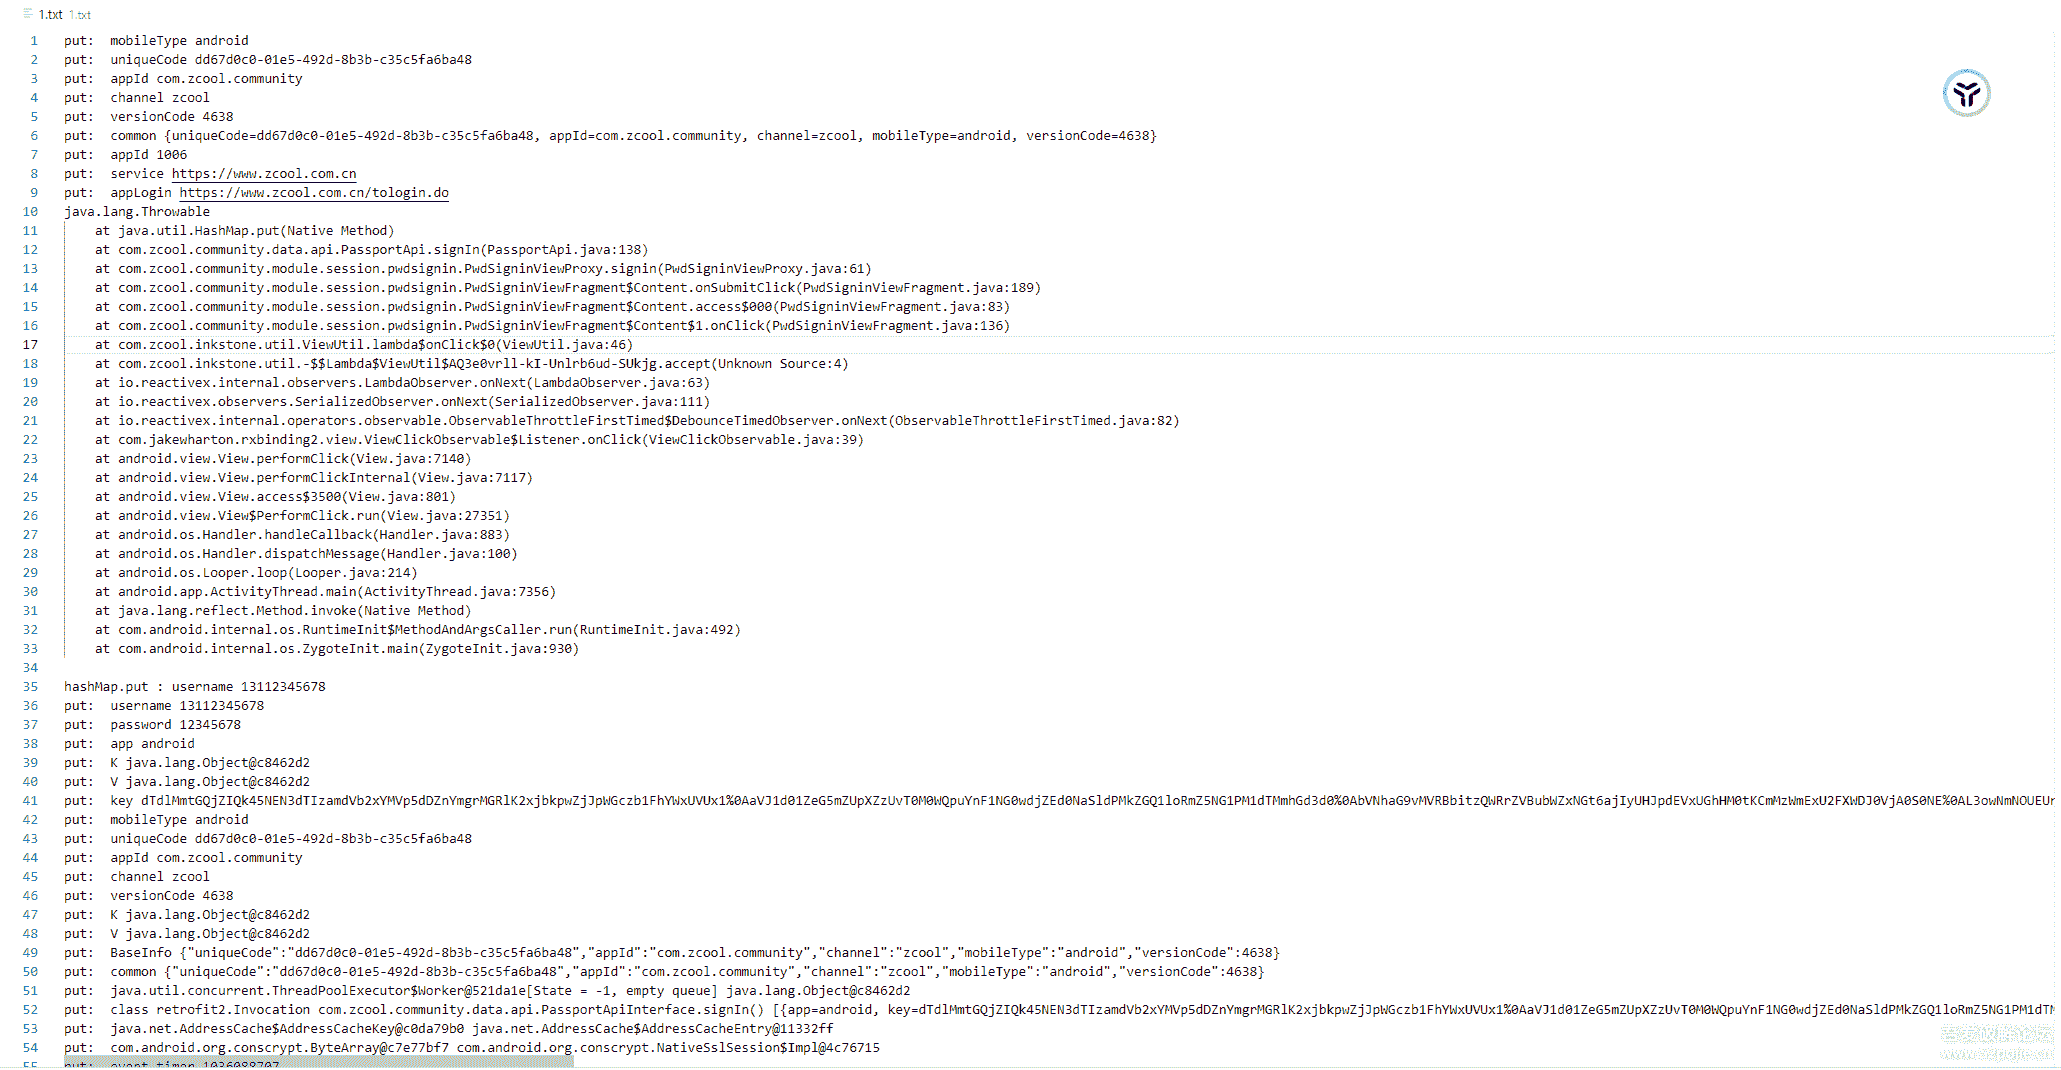 1.txt 1.txt
1 put: mobileType android
2 put: uniqueCode dd67d0c0-01e5-492d-8b3b-c35c5fa6ba48
3 put: appId com.zcool.community
4 put: channel zcool
5 put: versionCode 4638
6 put: common {uniqueCode=dd67d0c0-01e5-492d-8b3b-c35c5fa6ba48, appId=com.zcool.community, channel=zcool, mobileType=android, versionCode=4638}
7 put: appId 1006
8 put: service https://www.zcool.com.cn
9 put: appLogin https://www.zcool.com.cn/tologin.do
10 java.lang.Throwable
11 at java.util.HashMap.put(Native Method)
12 at com.zcool.community.data.api.PassportApi.signIn(PassportApi.java:138)
13 at com.zcool.community.module.session.pwdsignin.PwdSigninViewProxy.signin(PwdSigninViewProxy.java:61)
14 at com.zcool.community.module.session.pwdsignin.PwdSigninViewFragment$Content.onSubmitClick(PwdSigninViewFragment.java:189)
15 at com.zcool.community.module.session.pwdsignin.PwdSigninViewFragment$Content.access$000(PwdSigninViewFragment.java:83)
16 at com.zcool.community.module.session.pwdsignin.PwdSigninViewFragment$Content$1.onClick(PwdSigninViewFragment.java:136)
17 at com.zcool.inkstone.util.ViewUtil.lambda$onClick$0(ViewUtil.java:46)
18 at com.zcool.inkstone.util.-$$Lambda$ViewUtil$AQ3e0vrll-kI-Unlrb6ud-SUkjg.accept(Unknown Source:4)
19 at io.reactivex.internal.observers.LambdaObserver.onNext(LambdaObserver.java:63)
20 at io.reactivex.observers.SerializedObserver.onNext(SerializedObserver.java:111)
21 at io.reactivex.internal.operators.observable.ObservableThrottleFirstTimed$DebounceTimedObserver.onNext(ObservableThrottleFirstTimed.java:82)
22 at com.jakewharton.rxbinding2.view.ViewClickObservable$Listener.onClick(ViewClickObservable.java:39)
23 at android.view.View.performClick(View.java:7140)
24 at android.view.View.performClickInternal(View.java:7117)
25 at android.view.View.access$3500(View.java:801)
26 at android.view.View$PerformClick.run(View.java:27351)
27 at android.os.Handler.handleCallback(Handler.java:883)
28 at android.os.Handler.dispatchMessage(Handler.java:100)
29 at android.os.Looper.loop(Looper.java:214)
30 at android.app.ActivityThread.main(ActivityThread.java:7356)
31 at java.lang.reflect.Method.invoke(Native Method)
32 at com.android.internal.os.RuntimeInit$MethodAndArgsCaller.run(RuntimeInit.java:492)
33 at com.android.internal.os.ZygoteInit.main(ZygoteInit.java:930)
34
35 hashMap.put : username 13112345678
36 put: username 13112345678
37 put: password 12345678
38 put: app android
39 put: K java.lang.Object@c8462d2
40 put: V java.lang.Object@c8462d2
41 put: key dTdlMmtGQjZIQk45NEN3dTIzamdVb2xYMVp5dDZnYmgrMGRlK2xjbkpwZjJpWGczb1FhYWxUVUx1%0AaVJ1d01ZeG5mZUpXZzUvT0M0WQpuYnF1NG0wdjZEd0NaSldPMkZGQ1loRmZ5NG1PM1dTMmhGd3d0%0AbVNhaG9vMVRBbitzQWRrZVBubWZxNGt6ajIyUHJpdEVxUGhHM0tKCmMzWmExU2FXWDJ0VjA0S0NE%0AL3owNmNOUEUr
42 put: mobileType android
43 put: uniqueCode dd67d0c0-01e5-492d-8b3b-c35c5fa6ba48
44 put: appId com.zcool.community
45 put: channel zcool
46 put: versionCode 4638
47 put: K java.lang.Object@c8462d2
48 put: V java.lang.Object@c8462d2
49 put: BaseInfo {"uniqueCode":"dd67d0c0-01e5-492d-8b3b-c35c5fa6ba48","appId":"com.zcool.community","channel":"zcool","mobileType":"android","versionCode":4638}
50 put: common {"uniqueCode":"dd67d0c0-01e5-492d-8b3b-c35c5fa6ba48","appId":"com.zcool.community","channel":"zcool","mobileType":"android","versionCode":4638}
51 put: java.util.concurrent.ThreadPoolExecutor$Worker@521da1e[State = -1, empty queue] java.lang.Object@c8462d2
52 put: class retrofit2.Invocation com.zcool.community.data.api.PassportApiInterface.signIn() [{app=android, key=dTdlMmtGQjZIQk45NEN3dTIzamdVb2xYMVp5dDZnYmgrMGRlK2xjbkpwZjJpWGczb1FhYWxUVUx1%0AaVJ1d01ZeG5mZUpXZzUvT0M0WQpuYnF1NG0wdjZEd0NaSldPMkZGQ1loRmZ5NG1PM1dTM
53 put: java.net.AddressCache$AddressCacheKey@c0da79b0 java.net.AddressCache$AddressCacheEntry@11332ff
54 put: com.android.org.conscrypt.ByteArray@c7e77bf7 com.android.org.conscrypt.NativeSslSession$Impl@4c76715